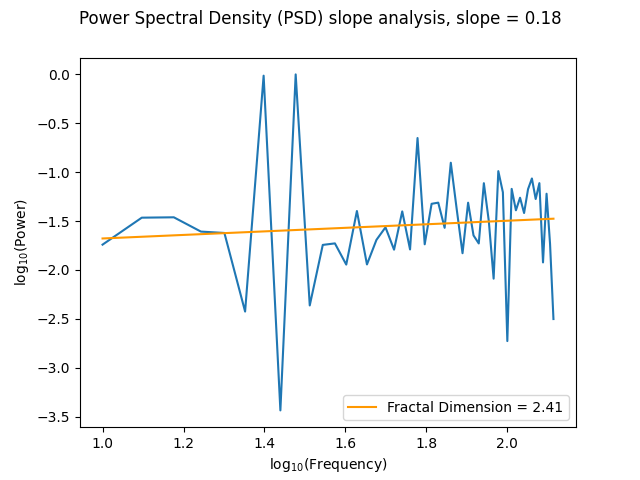 Power Spectral Density (PSD) slope analysis, slope = 0.18
0.0
−0.5
−1.0
−1.5
−2.0
−2.5
−3.0
−3.5
log₁₀(Power)
Fractal Dimension = 2.41
1.0 1.2 1.4 1.6 1.8 2.0
log₁₀(Frequency)